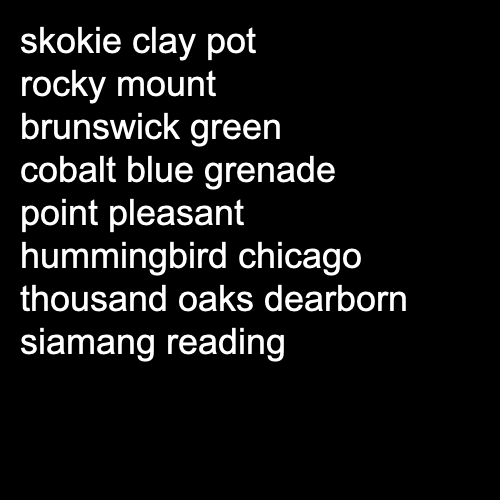 skokie clay pot
rocky mount
brunswick green
cobalt blue grenade
point pleasant
hummingbird chicago
thousand oaks dearborn
siamang reading